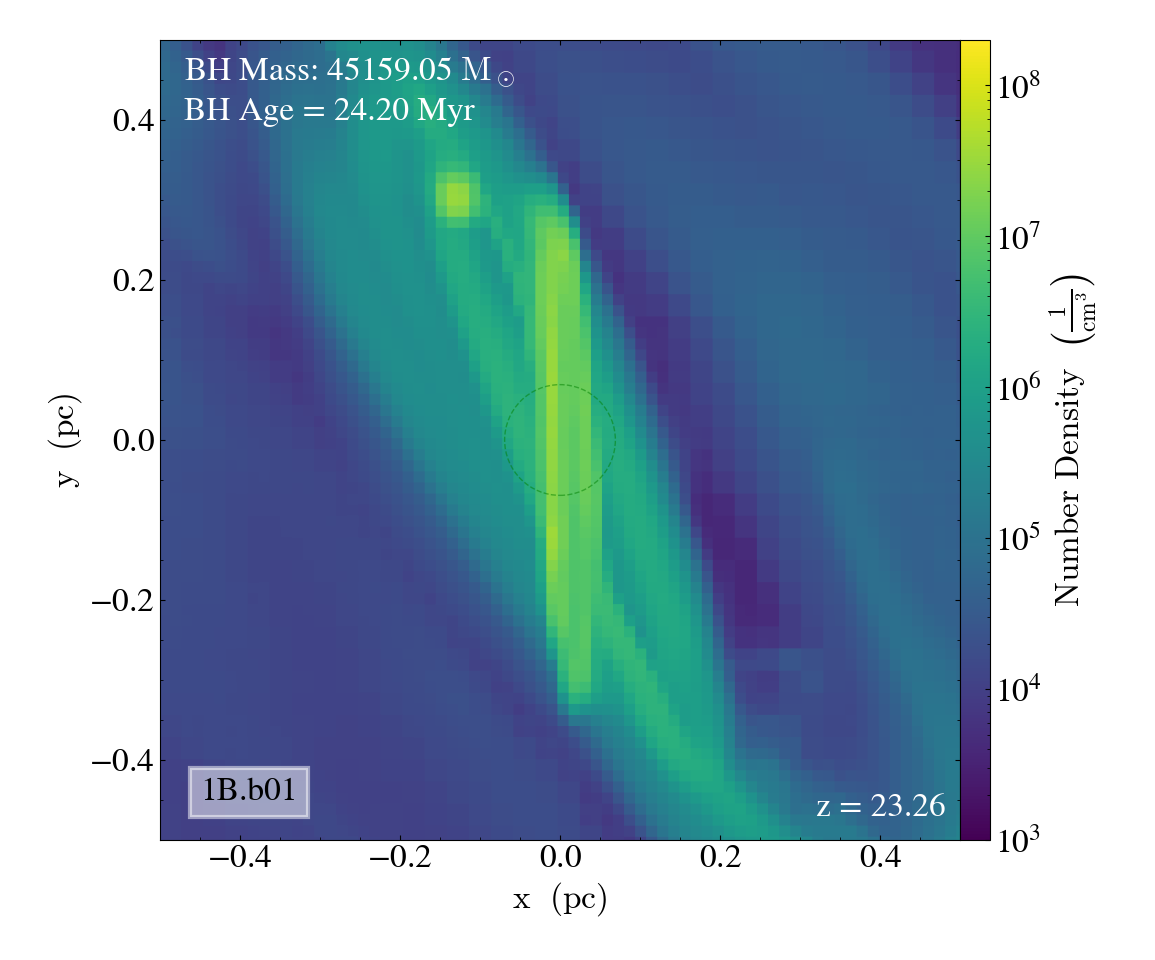 BH Mass: 45159.05 M⊙
BH Age = 24.20 Myr
0.4
0.2
0.0
−0.2
−0.4
y (pc)
1B.b01
z = 23.26
−0.4 −0.2 0.0 0.2 0.4
x (pc)
10⁸
10⁷
10⁶
10⁵
10⁴
10³
Number Density (1/cm³)